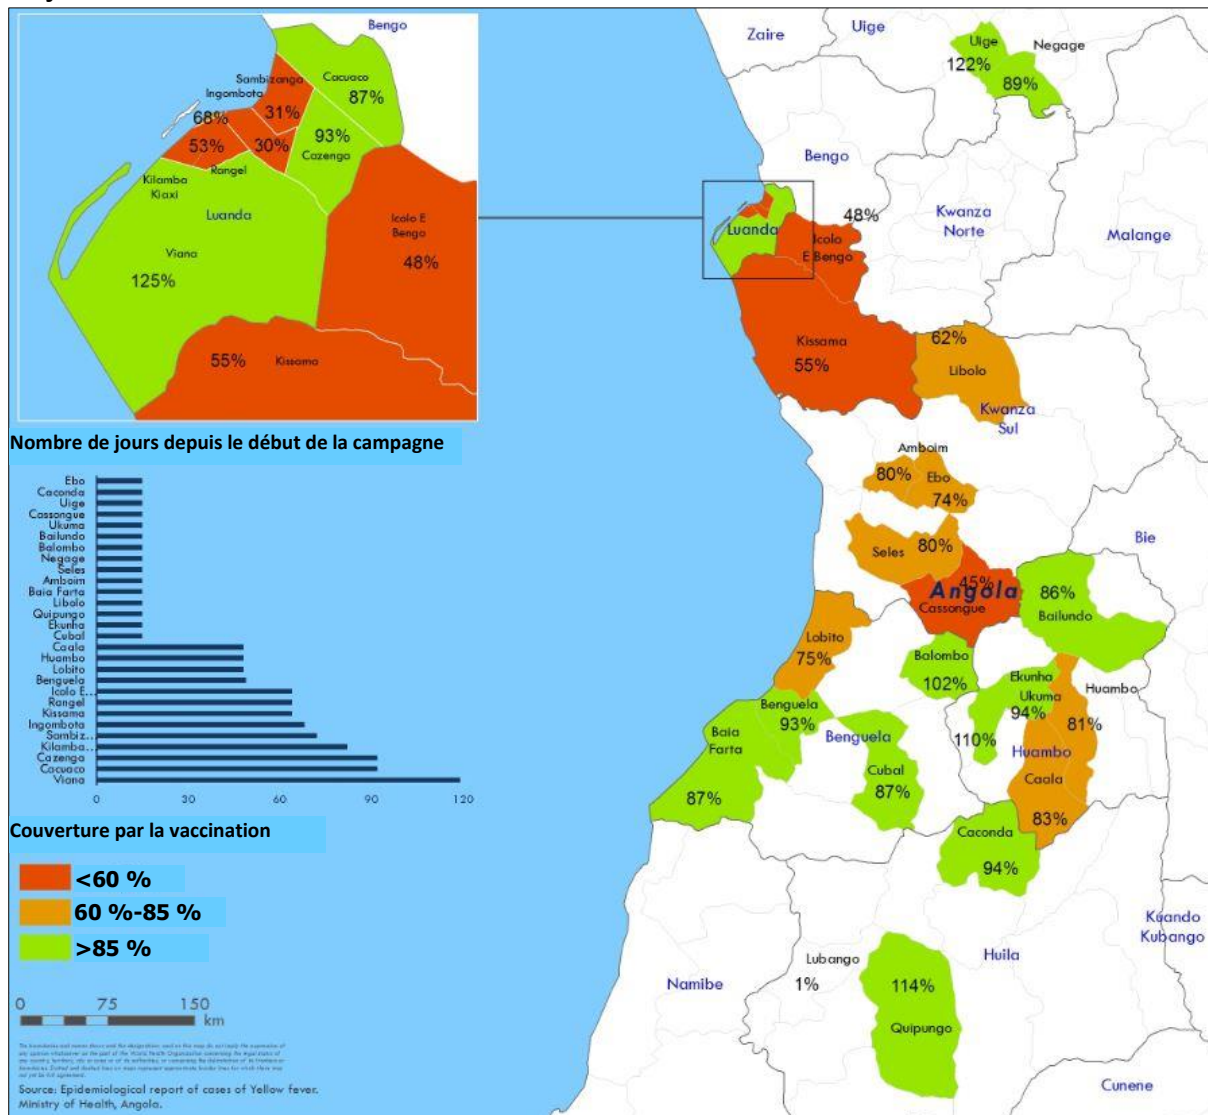 Bengo
Sambizanga
Ingombota
Cacuaco
87%
68%
31%
53%
30%
93%
Cazenga
Rangel
Kilamba
Kiaxi
Luanda
Viana
125%
Icolo E
Bengo
48%
55%
Kissama
Zaire
Uige
Uige
Negage
122%
89%
Bengo
48%
Kwanza
Norte
Malange
Luanda
Icolo
E Bengo
Kissama
55%
62%
Libolo
Kwanza
Sul
Amboim
80%
Ebo
74%
Seles
80%
Bie
45%
Angola
Cassongue
86%
Bailundo
Lobito
75%
Balombo
102%
Ekunha
Ukuma
94%
Huambo
81%
Benguela
93%
Baia
Farta
87%
Benguela
Cubal
87%
110%
Huambo
Caala
83%
Caconda
94%
Kuando
Kubango
Lubango
1%
Huila
Namibe
114%
Quipungo
Cunene
Nombre de jours depuis le début de la campagne
Ebo
Caconda
Uige
Cassongue
Ukuma
Bailundo
Balombo
Negage
Seles
Amboim
Baia Farta
Libolo
Quipungo
Ekunha
Cubal
Caala
Huambo
Lobito
Benguela
Icolo E...
Rangel
Kissama
Ingombota
Sambiz...
Kilamba...
Cazenga
Cacuaco
Viana
0 30 60 90 120
Couverture par la vaccination
<60 %
60 %-85 %
>85 %
0 75 150
km
Source: Epidemiological report of cases of Yellow fever.
Ministry of Health, Angola.